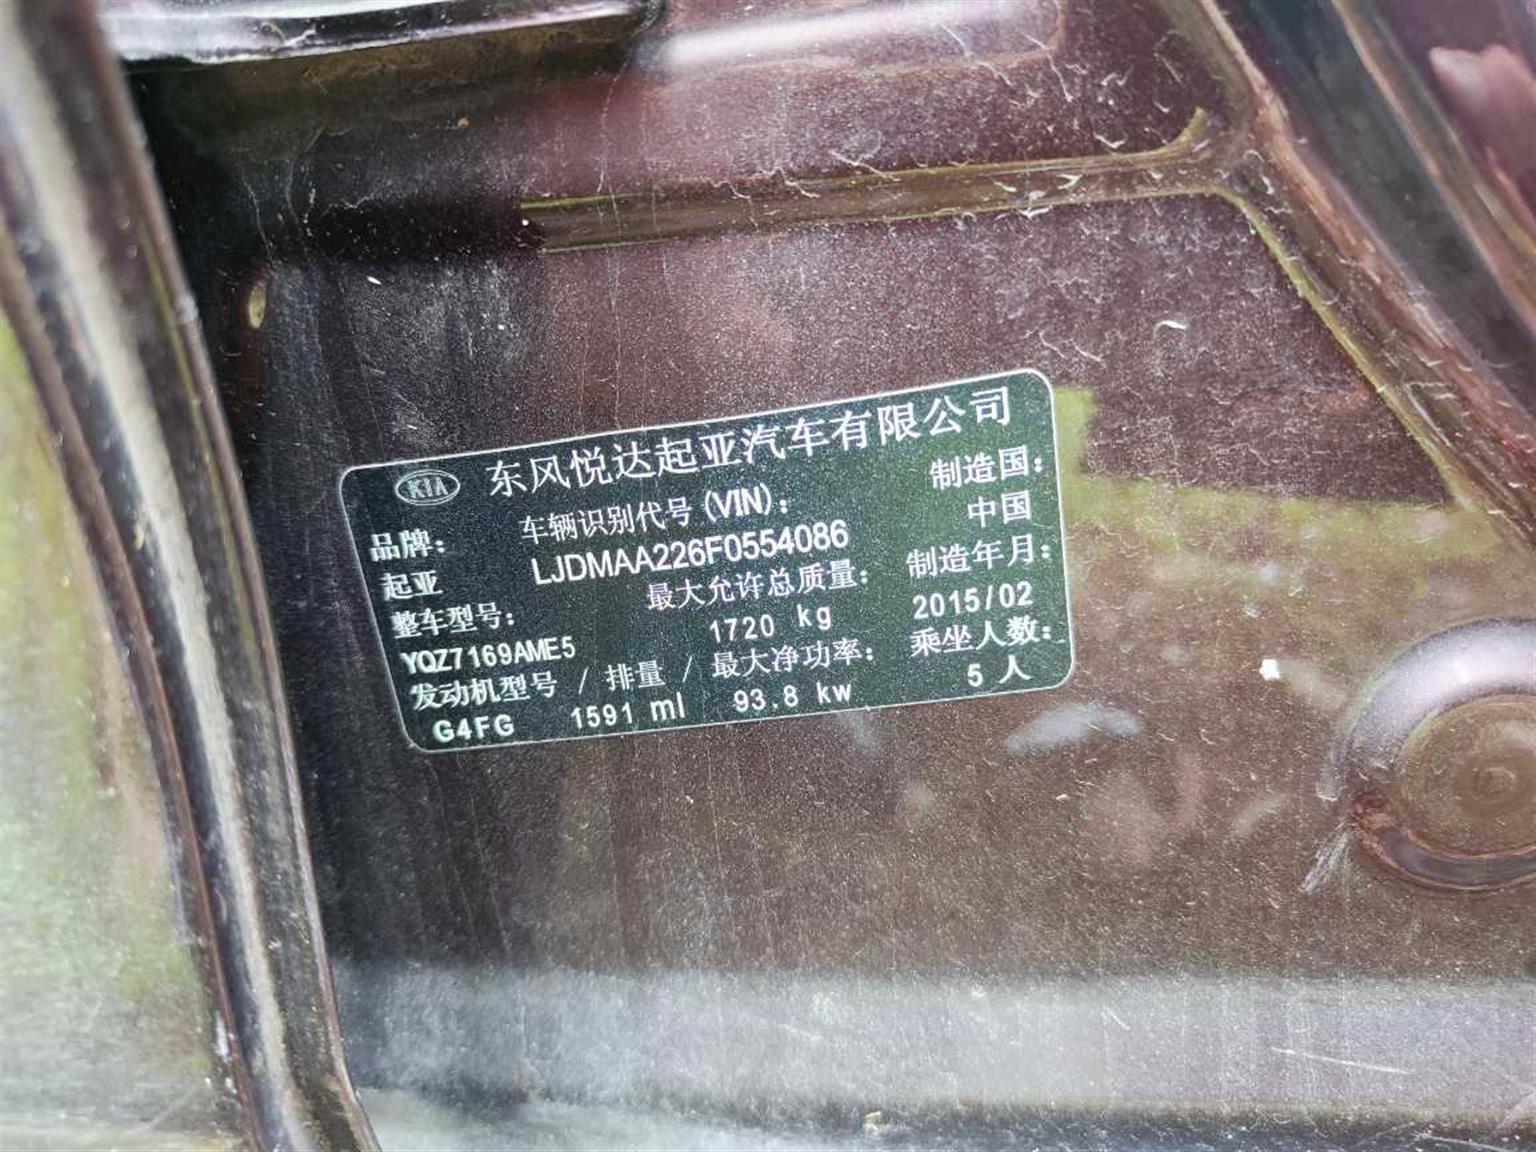 KIA 东风悦达起亚汽车有限公司
品牌： 车辆识别代号(VIN)： 制造国：
起亚 LJDMAA226F0554086 中国
整车型号： 最大允许总质量： 制造年月：
YQZ7169AME5 1720 kg 2015/02
发动机型号 / 排量 / 最大净功率： 乘坐人数：
G4FG 1591 ml 93.8 kw 5 人